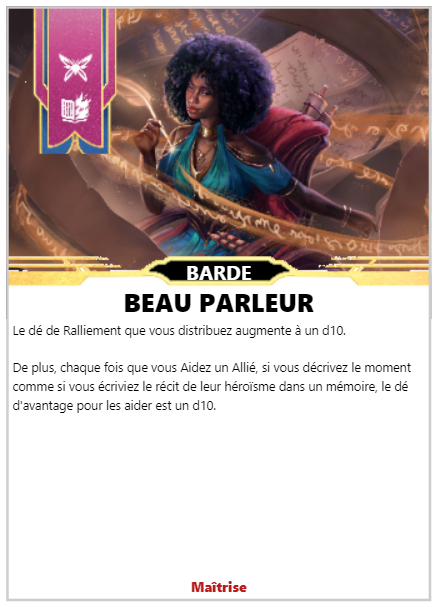 BARDE
BEAU PARLEUR
Le dé de Ralliement que vous distribuez augmente à un d10.
De plus, chaque fois que vous Aidez un Allié, si vous décrivez le moment
comme si vous écriviez le récit de leur héroïsme dans un mémoire, le dé
d'avantage pour les aider est un d10.
Maîtrise